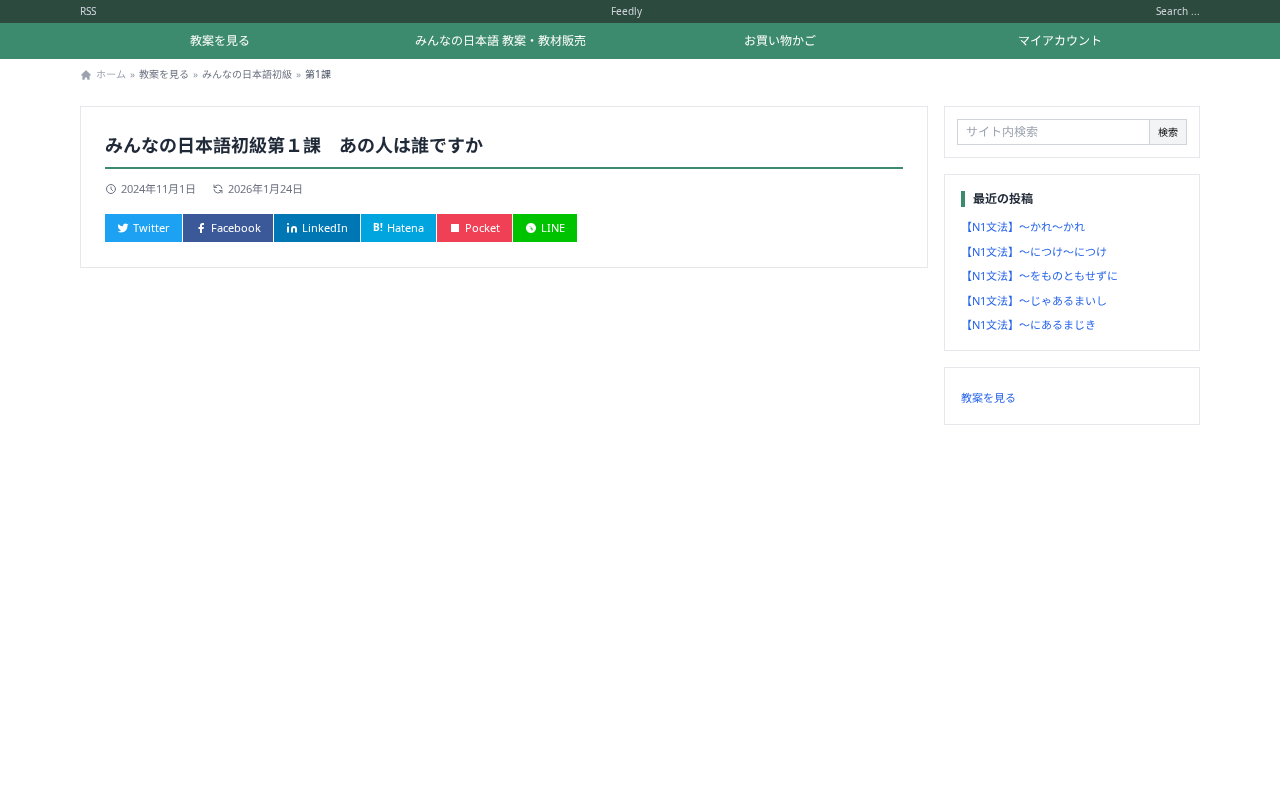 RSS Feedly Search ...
教案を見る みんなの日本語 教案・教材販売 お買い物かご マイアカウント
ホーム » 教案を見る » みんなの日本語初級 » 第1課
みんなの日本語初級第１課　あの人は誰ですか
2024年11月1日 2026年1月24日
Twitter Facebook LinkedIn B! Hatena Pocket LINE
サイト内検索 検索
最近の投稿
【N1文法】～かれ～かれ
【N1文法】～につけ～につけ
【N1文法】～をものともせずに
【N1文法】～じゃあるまいし
【N1文法】～にあるまじき
教案を見る